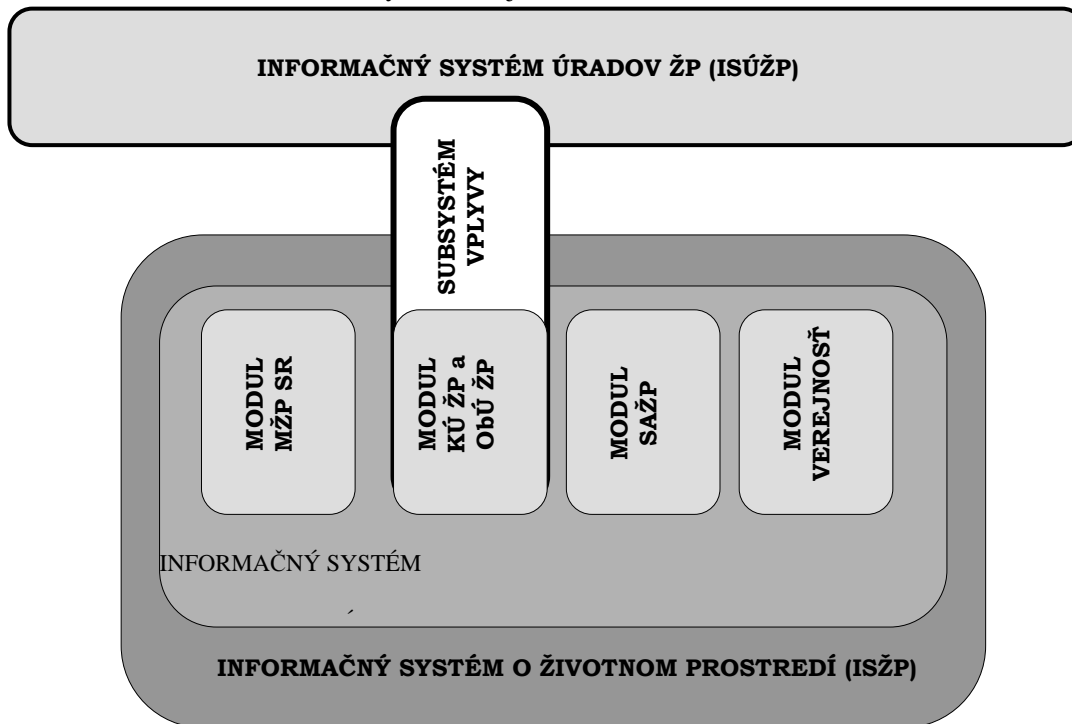 INFORMAČNÝ SYSTÉM ÚRADOV ŽP (ISÚŽP)
SUBSYSTÉM
VPLYVY
MODUL
MŽP SR
MODUL
KÚ ŽP a
ObÚ ŽP
MODUL
SAŽP
MODUL
VEREJNOSŤ
INFORMAČNÝ SYSTÉM
INFORMAČNÝ SYSTÉM O ŽIVOTNOM PROSTREDÍ (ISŽP)